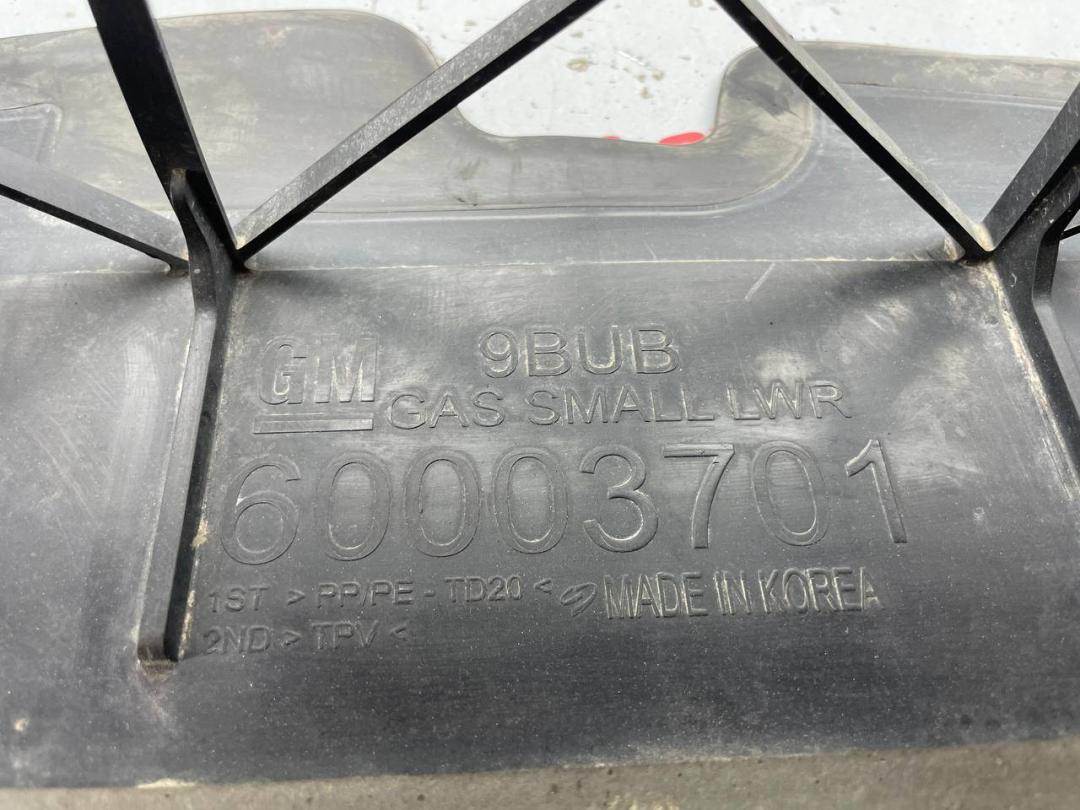 GM 9BUB
GAS SMALL LWR
60003701
1ST > PP/PE - TD20 < MADE IN KOREA
2ND > TPV <